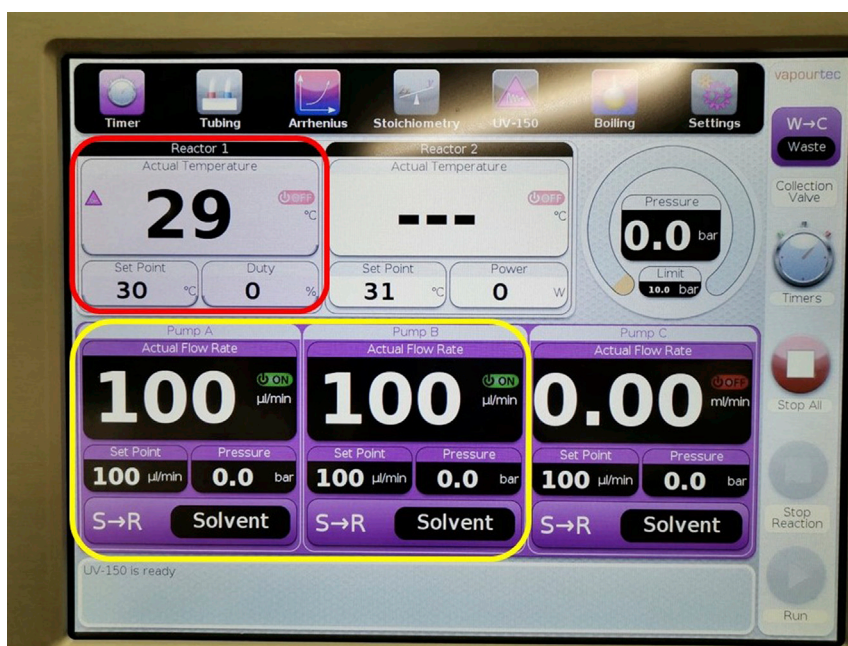 vapourtec
Timer Tubing Arrhenius Stoichiometry UV-150 Boiling Settings
W→C
Waste
Collection
Valve
Reactor 1 Reactor 2
Actual Temperature Actual Temperature
29 OFF °C --- OFF °C
Pressure
0.0 bar
Limit
10.0 bar
Set Point Duty Set Point Power
30 °C 0 % 31 °C 0 W
Timers
Pump A Pump B Pump C
Actual Flow Rate Actual Flow Rate Actual Flow Rate
100 ON µl/min 100 ON µl/min 0.00 OFF ml/min
Stop All
Set Point Pressure Set Point Pressure Set Point Pressure
100 µl/min 0.0 bar 100 µl/min 0.0 bar 100 µl/min 0.0 bar
S→R Solvent S→R Solvent S→R Solvent
Stop
Reaction
UV-150 is ready
Run